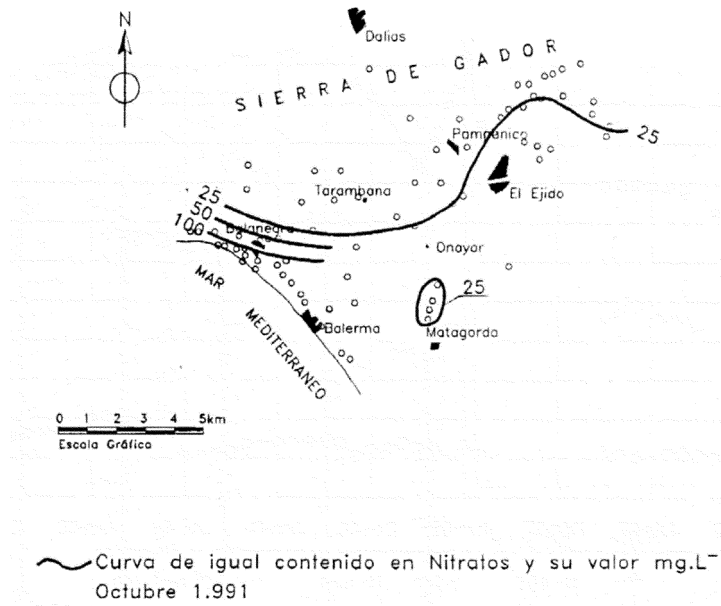 N
Dalias
SIERRA DE GADOR
Pampanico
25
El Ejido
Tarambana
25
50
100
Balanegra
Onayar
MAR MEDITERRANEO
25
Balerma
Matagorda
0 1 2 3 4 5km
Escala Gráfica
Curva de igual contenido en Nitratos y su valor mg.L⁻
Octubre 1.991